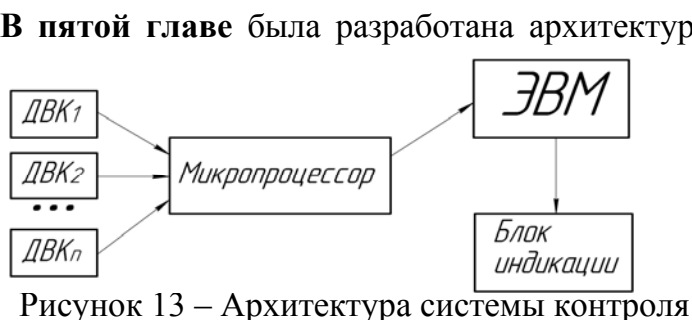 В пятой главе была разработана архитектур
ДВК1
ДВК2
...
ДВКn
Микропроцессор
ЭВМ
Блок
индикации
Рисунок 13 – Архитектура системы контроля